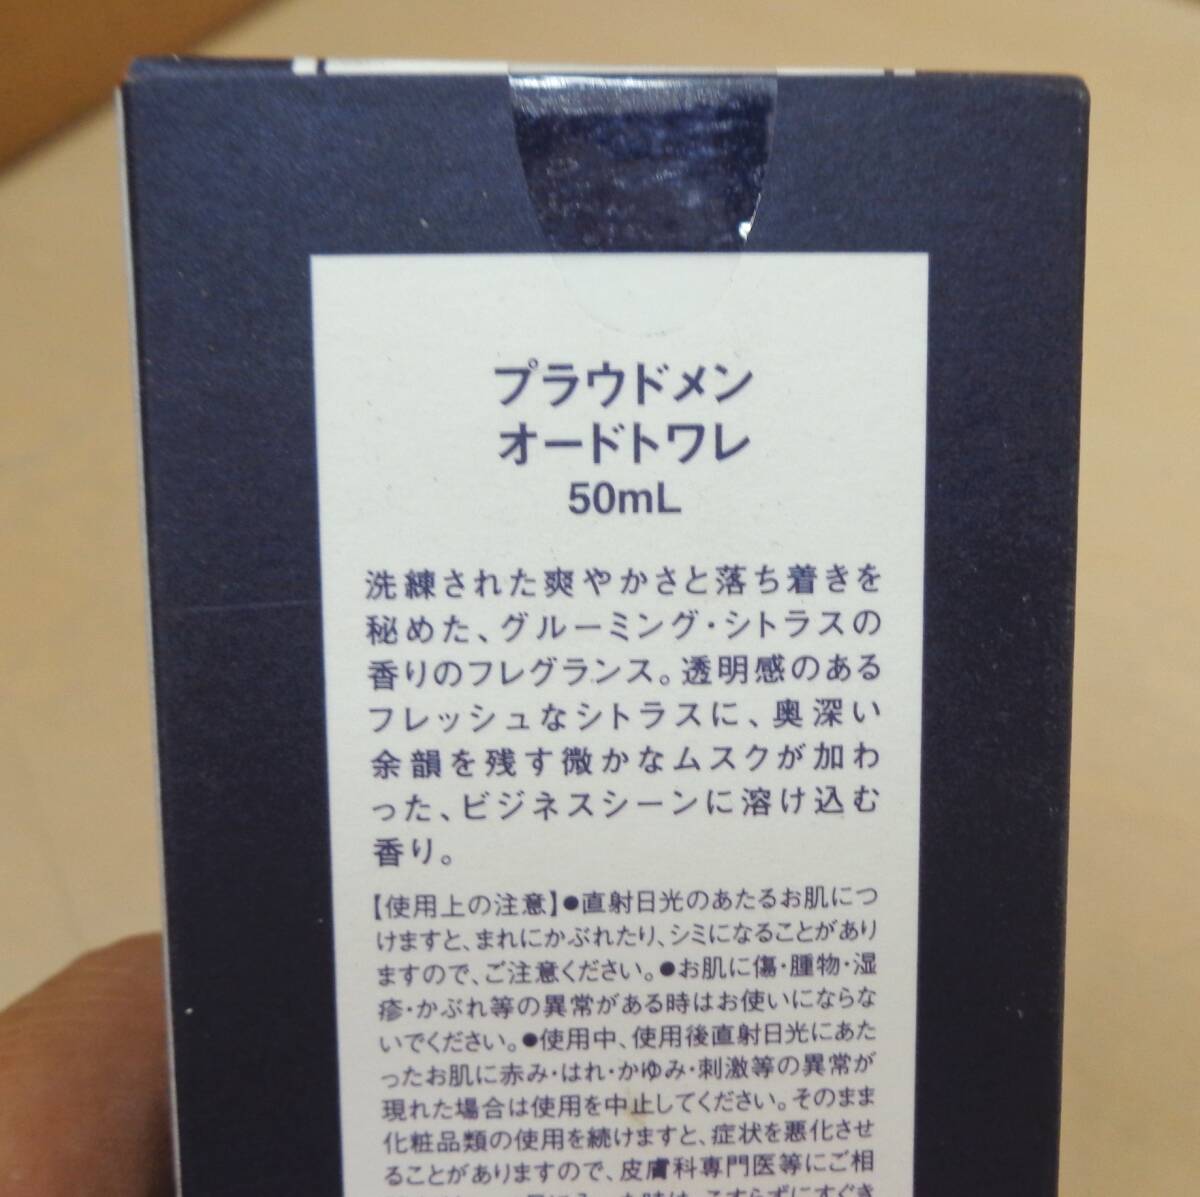 プラウドメン
オードトワレ
50mL
洗練された爽やかさと落ち着きを
秘めた、グルーミング・シトラスの
香りのフレグランス。透明感のある
フレッシュなシトラスに、奥深い
余韻を残す微かなムスクが加わ
った、ビジネスシーンに溶け込む
香り。
【使用上の注意】●直射日光のあたるお肌につ
けますと、まれにかぶれたり、シミになることがあり
ますので、ご注意ください。●お肌に傷・腫物・湿
疹・かぶれ等の異常がある時はお使いにならな
いでください。●使用中、使用後直射日光にあた
ったお肌に赤み・はれ・かゆみ・刺激等の異常が
現れた場合は使用を中止してください。そのまま
化粧品類の使用を続けますと、症状を悪化させ
ることがありますので、皮膚科専門医等にご相
時は、こすらずにすぐき